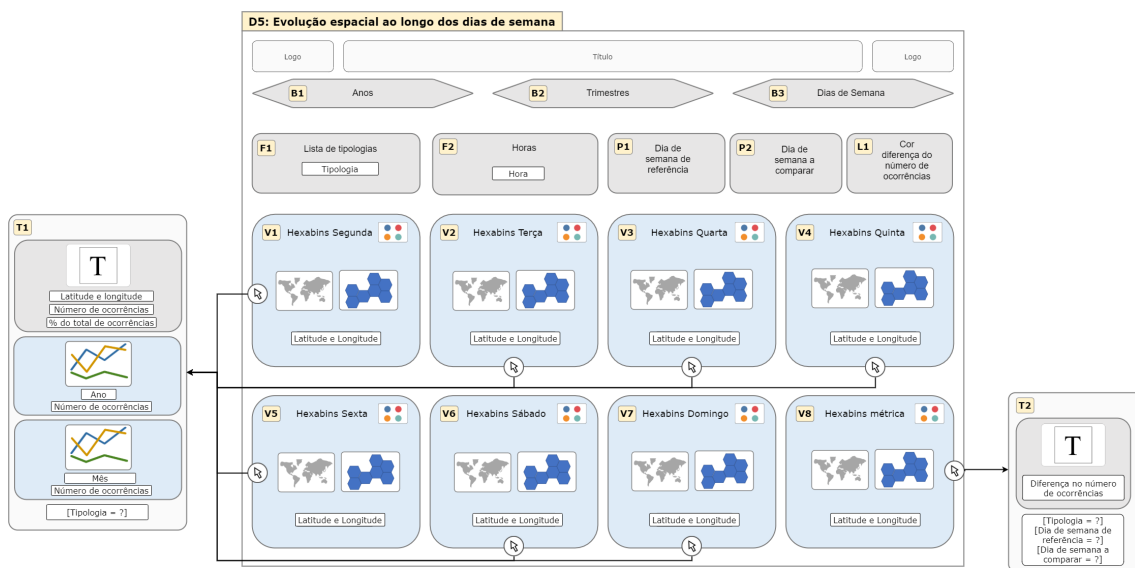 D5: Evolução espacial ao longo dos dias de semana
Logo
Título
Logo
B1
Anos
B2
Trimestres
B3
Dias de Semana
F1
Lista de tipologias
Tipologia
F2
Horas
Hora
P1
Dia de
semana de
referência
P2
Dia de
semana a
comparar
L1
Cor
diferença do
número de
ocorrências
T1
T
Latitude e longitude
Número de ocorrências
% do total de ocorrências
Ano
Número de ocorrências
Mês
Número de ocorrências
[Tipologia = ?]
V1
Hexabins Segunda
Latitude e Longitude
V2
Hexabins Terça
Latitude e Longitude
V3
Hexabins Quarta
Latitude e Longitude
V4
Hexabins Quinta
Latitude e Longitude
V5
Hexabins Sexta
Latitude e Longitude
V6
Hexabins Sábado
Latitude e Longitude
V7
Hexabins Domingo
Latitude e Longitude
V8
Hexabins métrica
Latitude e Longitude
T2
T
Diferença no número
de ocorrências
[Tipologia = ?]
[Dia de semana de
referência = ?]
[Dia de semana a
comparar = ?]